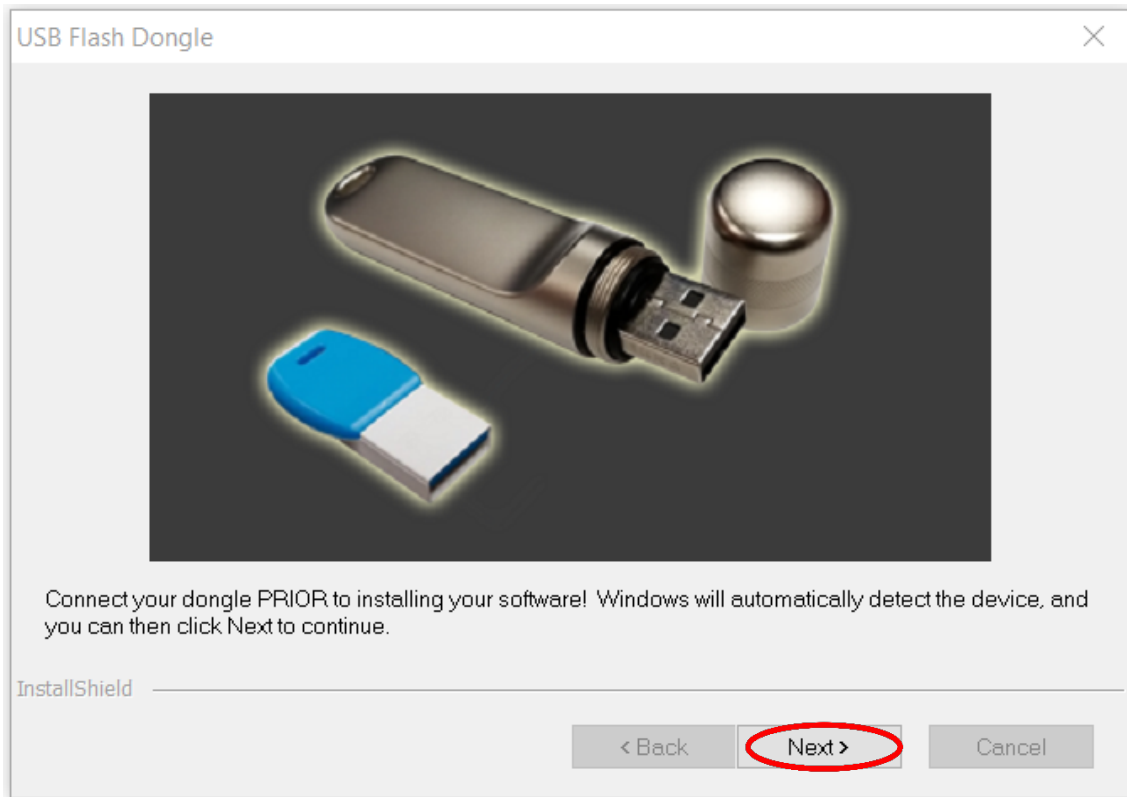 USB Flash Dongle
Connect your dongle PRIOR to installing your software! Windows will automatically detect the device, and
you can then click Next to continue.
InstallShield
< Back
Next >
Cancel